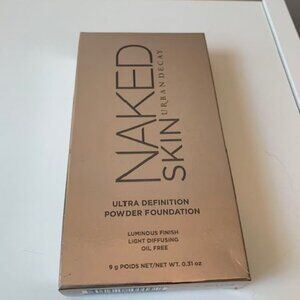 NAKED
SKIN
URBAN DECAY
ULTRA DEFINITION
POWDER FOUNDATION
LUMINOUS FINISH
LIGHT DIFFUSING
OIL FREE
9 g POIDS NET/NET WT. 0.31 oz